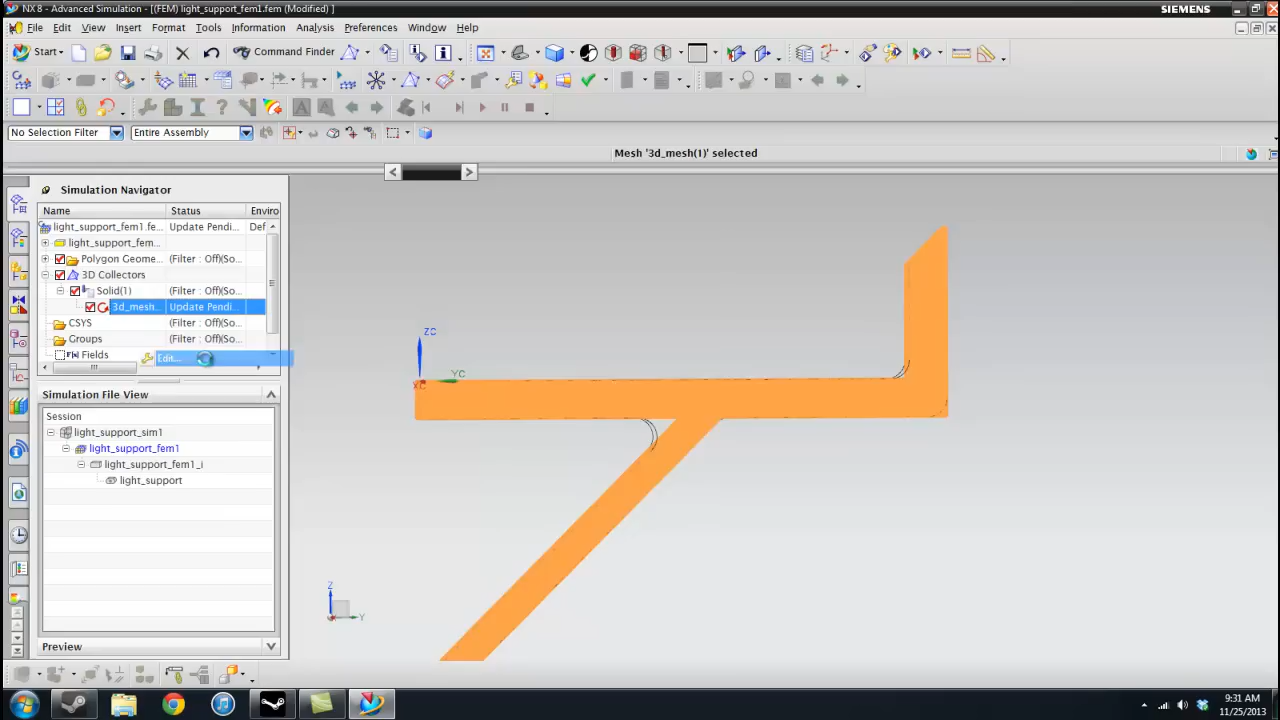 NX 8 - Advanced Simulation - [(FEM) light_support_fem1.fem (Modified) ]
SIEMENS
File Edit View Insert Format Tools Information Analysis Preferences Window Help
Start Command Finder
No Selection Filter Entire Assembly
Mesh '3d_mesh(1)' selected
Simulation Navigator
Name Status Enviro
light_support_fem1.fe... Update Pendi... Def
light_support_fem...
Polygon Geome... (Filter : Off)(So...
3D Collectors (Filter : Off)(So...
Solid(1) (Filter : Off)(So...
3d_mesh... Update Pendi...
CSYS (Filter : Off)(So...
Groups (Filter : Off)(So...
Fields
Edit...
ZC
YC
XC
Simulation File View
Session
light_support_sim1
light_support_fem1
light_support_fem1_i
light_support
Z
Y
X
Preview
9:31 AM
11/25/2013